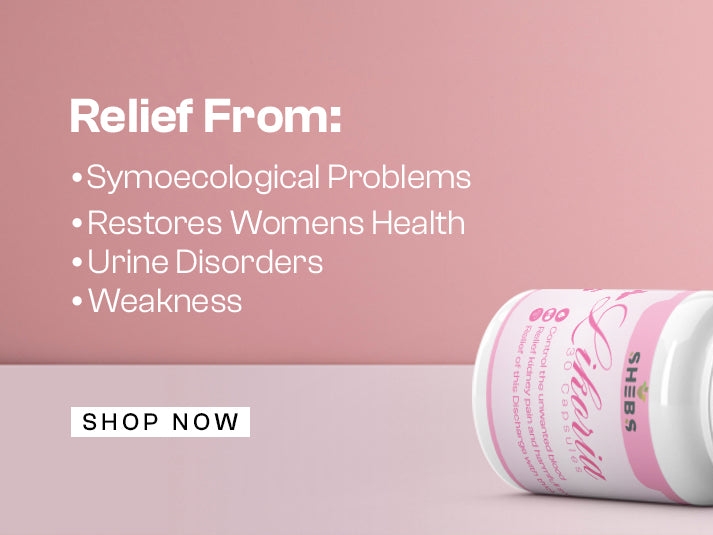 Relief From:
•Symoecological Problems
•Restores Womens Health
•Urine Disorders
•Weakness
SHOP NOW
SHEBS
Likoria
30 Capsules
Control the unwanted blood
Relief kidney pain and harmful
Relief of this Discharge with